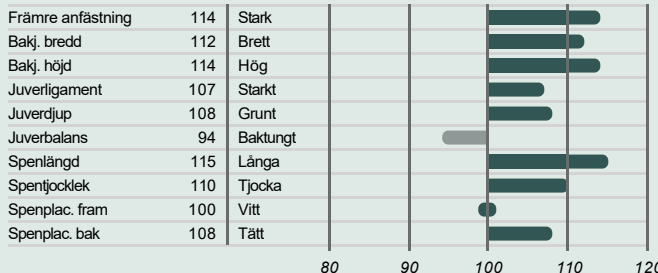 Främre anfästning 114 Stark
Bakj. bredd 112 Brett
Bakj. höjd 114 Hög
Juverligament 107 Starkt
Juverdjup 108 Grunt
Juverbalans 94 Baktungt
Spenlängd 115 Långa
Spentjocklek 110 Tjocka
Spenplac. fram 100 Vitt
Spenplac. bak 108 Tätt
80 90 100 110 120